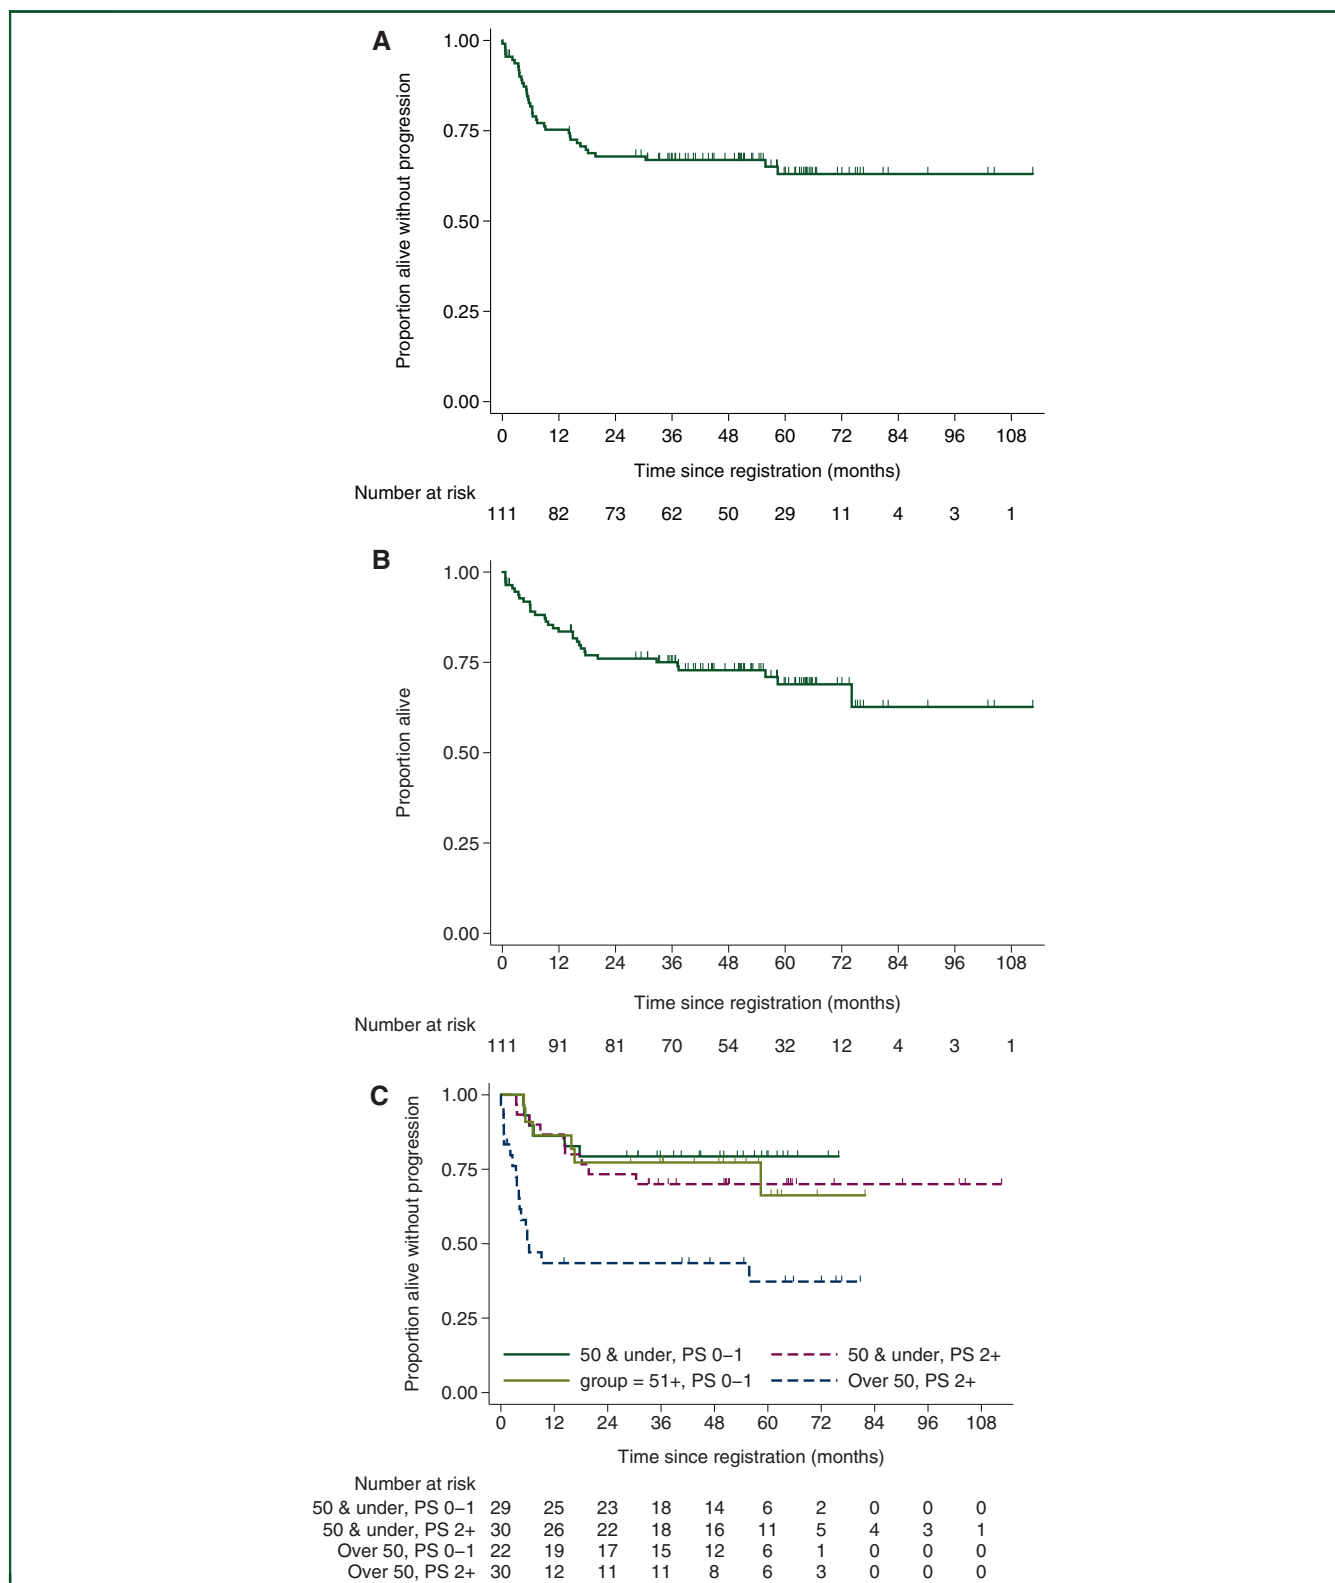 A
1.00
0.75
0.50
0.25
0.00
Proportion alive without progression
0 12 24 36 48 60 72 84 96 108
Time since registration (months)
Number at risk
111 82 73 62 50 29 11 4 3 1
B
1.00
0.75
0.50
0.25
0.00
Proportion alive
0 12 24 36 48 60 72 84 96 108
Time since registration (months)
Number at risk
111 91 81 70 54 32 12 4 3 1
C
1.00
0.75
0.50
0.25
0.00
Proportion alive without progression
50 & under, PS 0–1 50 & under, PS 2+
group = 51+, PS 0–1 Over 50, PS 2+
0 12 24 36 48 60 72 84 96 108
Time since registration (months)
Number at risk
50 & under, PS 0–1 29 25 23 18 14 6 2 0 0 0
50 & under, PS 2+ 30 26 22 18 16 11 5 4 3 1
Over 50, PS 0–1 22 19 17 15 12 6 1 0 0 0
Over 50, PS 2+ 30 12 11 11 8 6 3 0 0 0